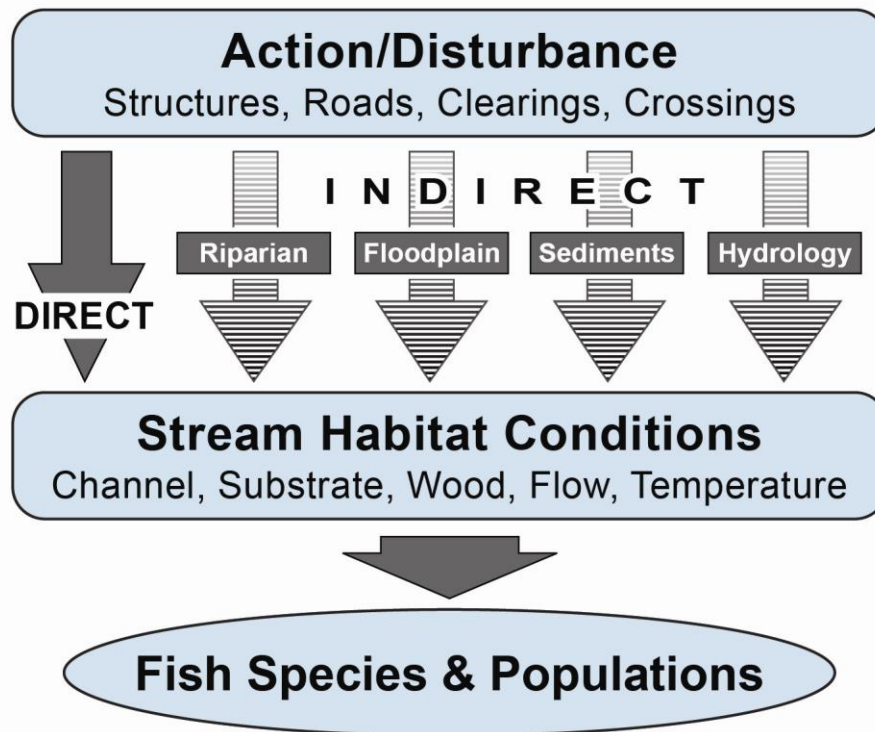 Action/Disturbance
Structures, Roads, Clearings, Crossings
INDIRECT
Riparian Floodplain Sediments Hydrology
DIRECT
Stream Habitat Conditions
Channel, Substrate, Wood, Flow, Temperature
Fish Species & Populations